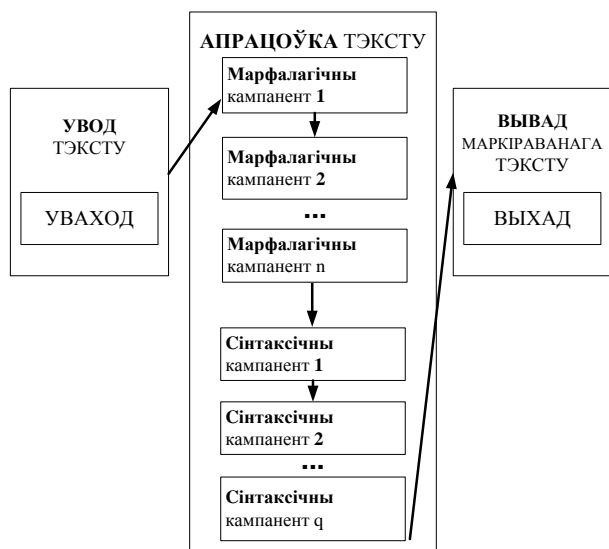 УВОД
ТЭКСТУ
УВАХОД
АПРАЦОЎКА ТЭКСТУ
Марфалагічны
кампанент 1
Марфалагічны
кампанент 2
...
Марфалагічны
кампанент n
Сінтаксічны
кампанент 1
Сінтаксічны
кампанент 2
...
Сінтаксічны
кампанент q
ВЫВАД
МАРКІРАВАНАГА
ТЭКСТУ
ВЫХАД